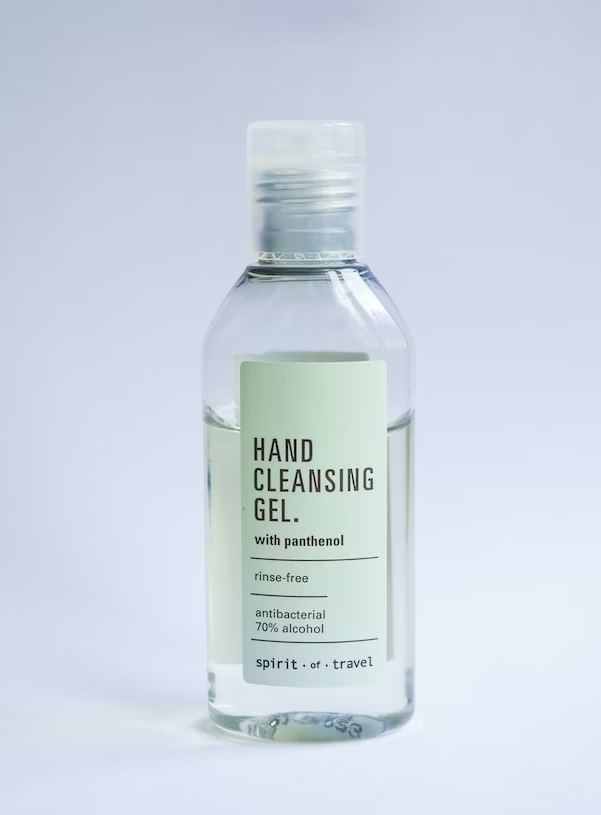 HAND
CLEANSING
GEL.
with panthenol
rinse-free
antibacterial
70% alcohol
spirit · of · travel